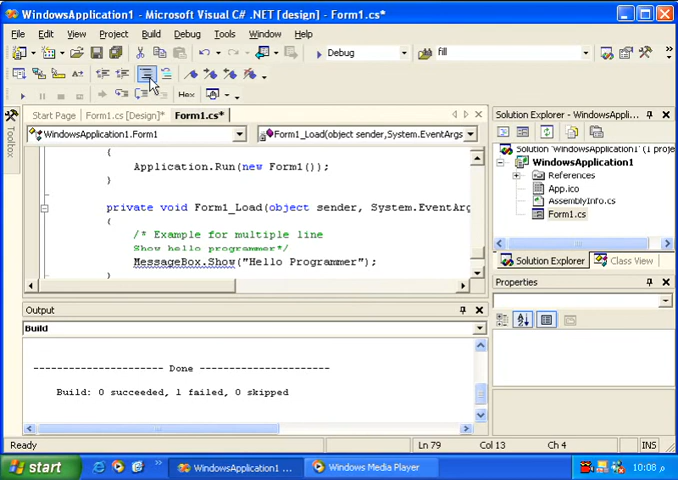 WindowsApplication1 - Microsoft Visual C# .NET [design] - Form1.cs*
File Edit View Project Build Debug Tools Window Help
Debug fill
Hex
Start Page Form1.cs [Design]* Form1.cs*
WindowsApplication1.Form1 Form1_Load(object sender,System.EventArgs
{
Application.Run(new Form1());
}
private void Form1_Load(object sender, System.EventArg
{
/* Example for multiple line
Show hello programmer*/
MessageBox.Show("Hello Programmer");
}
Toolbox
Output
Build
---------------------- Done ----------------------
Build: 0 succeeded, 1 failed, 0 skipped
Solution Explorer - WindowsApplication1
Solution 'WindowsApplication1' (1 proj
WindowsApplication1
References
App.ico
AssemblyInfo.cs
Form1.cs
Solution Explorer Class View
Properties
Ready Ln 79 Col 13 Ch 4 INS
start WindowsApplication1 ... Windows Media Player 10:08 م